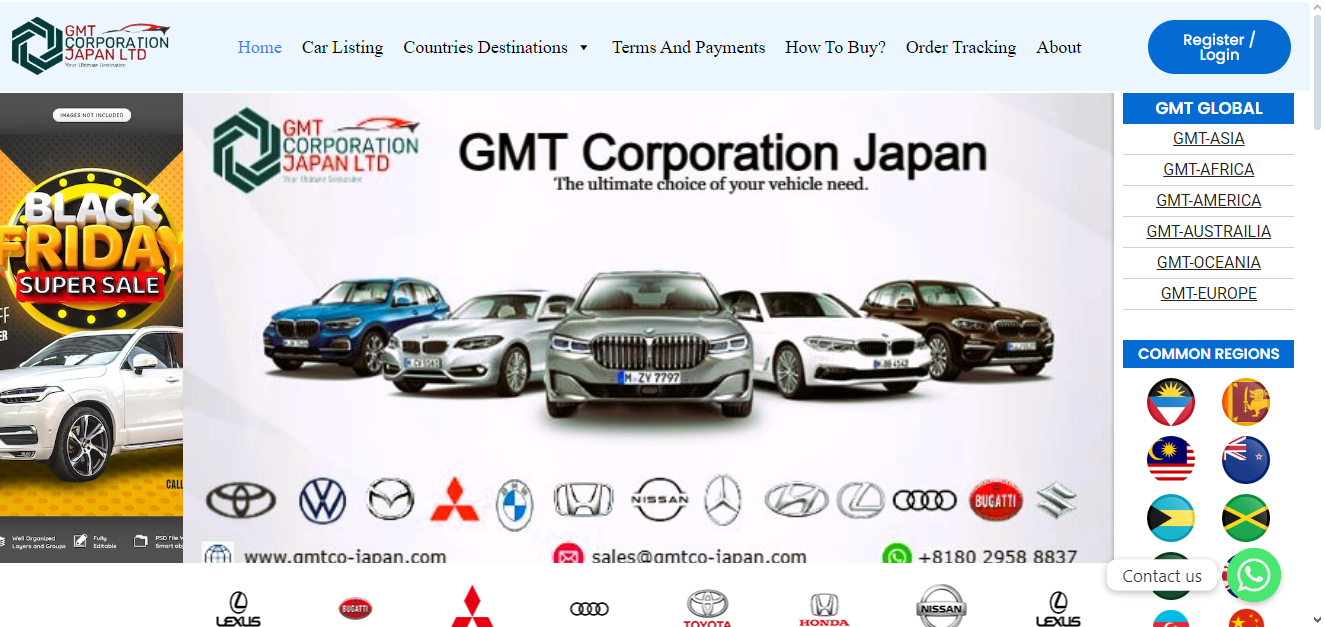 GMT
CORPORATION
JAPAN LTD
Your Ultimate Destination
Home
Car Listing
Countries Destinations
Terms And Payments
How To Buy?
Order Tracking
About
Register /
Login
IMAGES NOT INCLUDED
BLACK
FRIDAY
SUPER SALE
FF
ER
CALL
Well Organized
Layers and Groups
Fully
Editable
PSD File
Smart ob
GMT
CORPORATION
JAPAN LTD
GMT Corporation Japan
The ultimate choice of your vehicle need.
M·ZY 7797
NISSAN
BUGATTI
www.gmtco-japan.com
sales@gmtco-japan.com
+8180 2958 8837
GMT GLOBAL
GMT-ASIA
GMT-AFRICA
GMT-AMERICA
GMT-AUSTRAILIA
GMT-OCEANIA
GMT-EUROPE
COMMON REGIONS
Contact us
LEXUS
BUGATTI
TOYOTA
HONDA
NISSAN
LEXUS